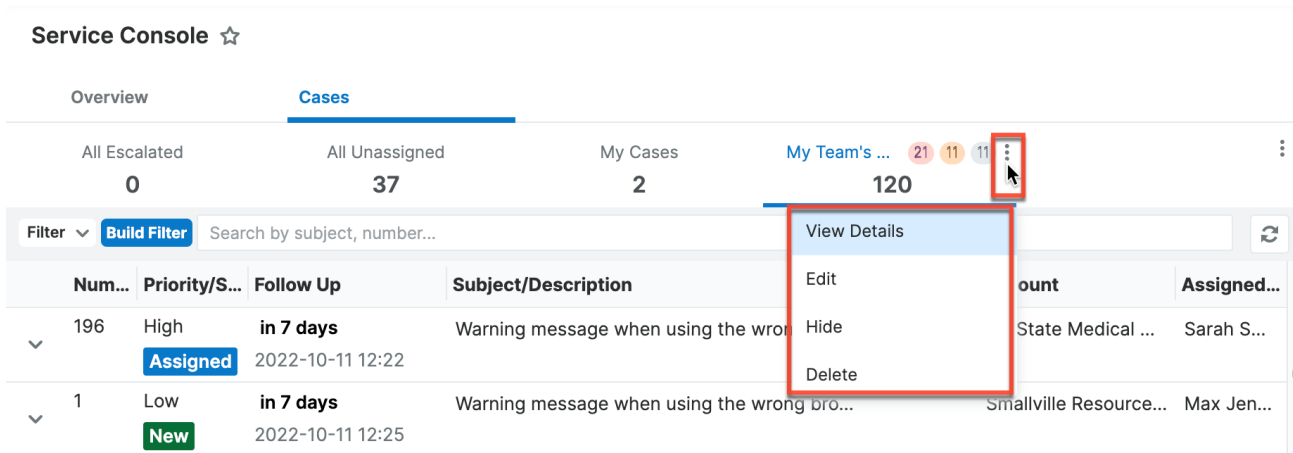 Service Console
Overview Cases
All Escalated All Unassigned My Cases My Team's ... 21 11 11
0 37 2 120
Filter Build Filter Search by subject, number...
View Details
Edit
Hide
Delete
Num... Priority/S... Follow Up Subject/Description ount Assigned...
196 High in 7 days Warning message when using the wron State Medical ... Sarah S...
Assigned 2022-10-11 12:22
1 Low in 7 days Warning message when using the wrong bro... Smallville Resource... Max Jen...
New 2022-10-11 12:25